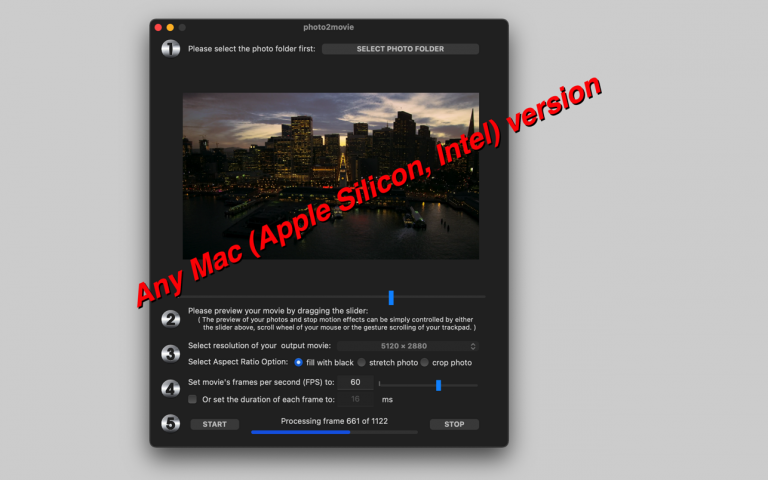 photo2movie
1 Please select the photo folder first: SELECT PHOTO FOLDER
Any Mac (Apple Silicon, Intel) version
2 Please preview your movie by dragging the slider:
( The preview of your photos and stop motion effects can be simply controlled by either
the slider above, scroll wheel of your mouse or the gesture scrolling of your trackpad. )
3 Select resolution of your output movie: 5120 × 2880
Select Aspect Ratio Option: fill with black stretch photo crop photo
4 Set movie's frames per second (FPS) to: 60
Or set the duration of each frame to: 16 ms
5 START Processing frame 661 of 1122 STOP